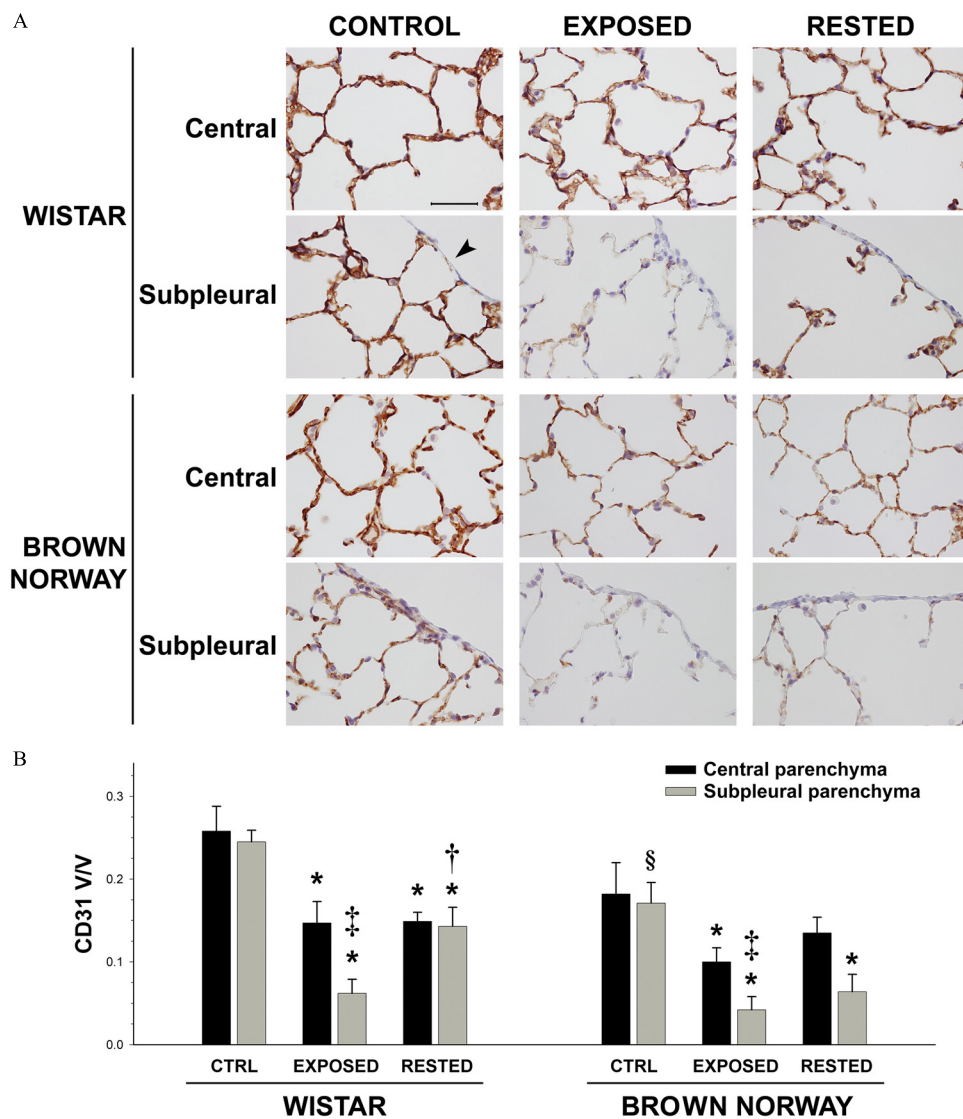 A
CONTROL EXPOSED RESTED
WISTAR
Central
Subpleural
BROWN
NORWAY
Central
Subpleural
B
Central parenchyma
Subpleural parenchyma
CD31 V/V
0.3
0.2
0.1
0.0
* ‡ * * † *
§ * ‡ * *
CTRL EXPOSED RESTED CTRL EXPOSED RESTED
WISTAR BROWN NORWAY